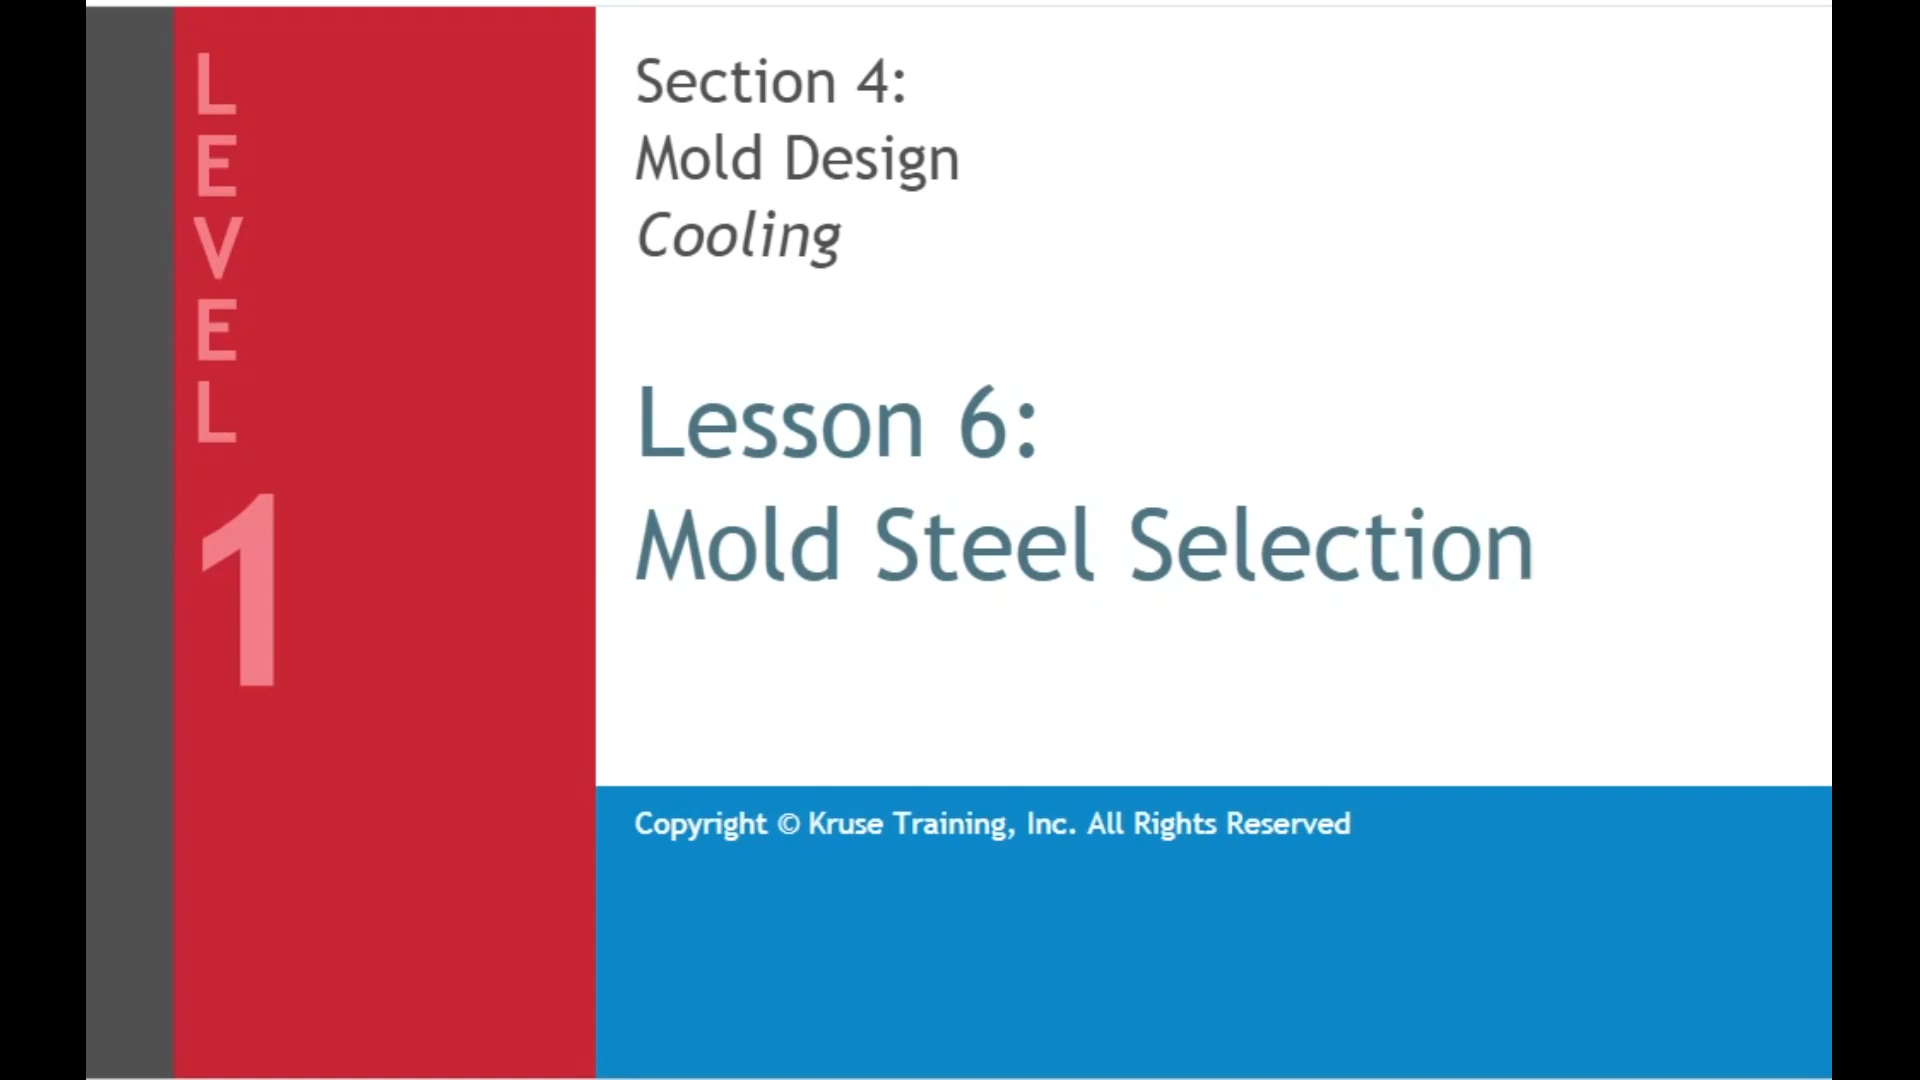 LEVEL
1
Section 4:
Mold Design
Cooling
Lesson 6:
Mold Steel Selection
Copyright © Kruse Training, Inc. All Rights Reserved